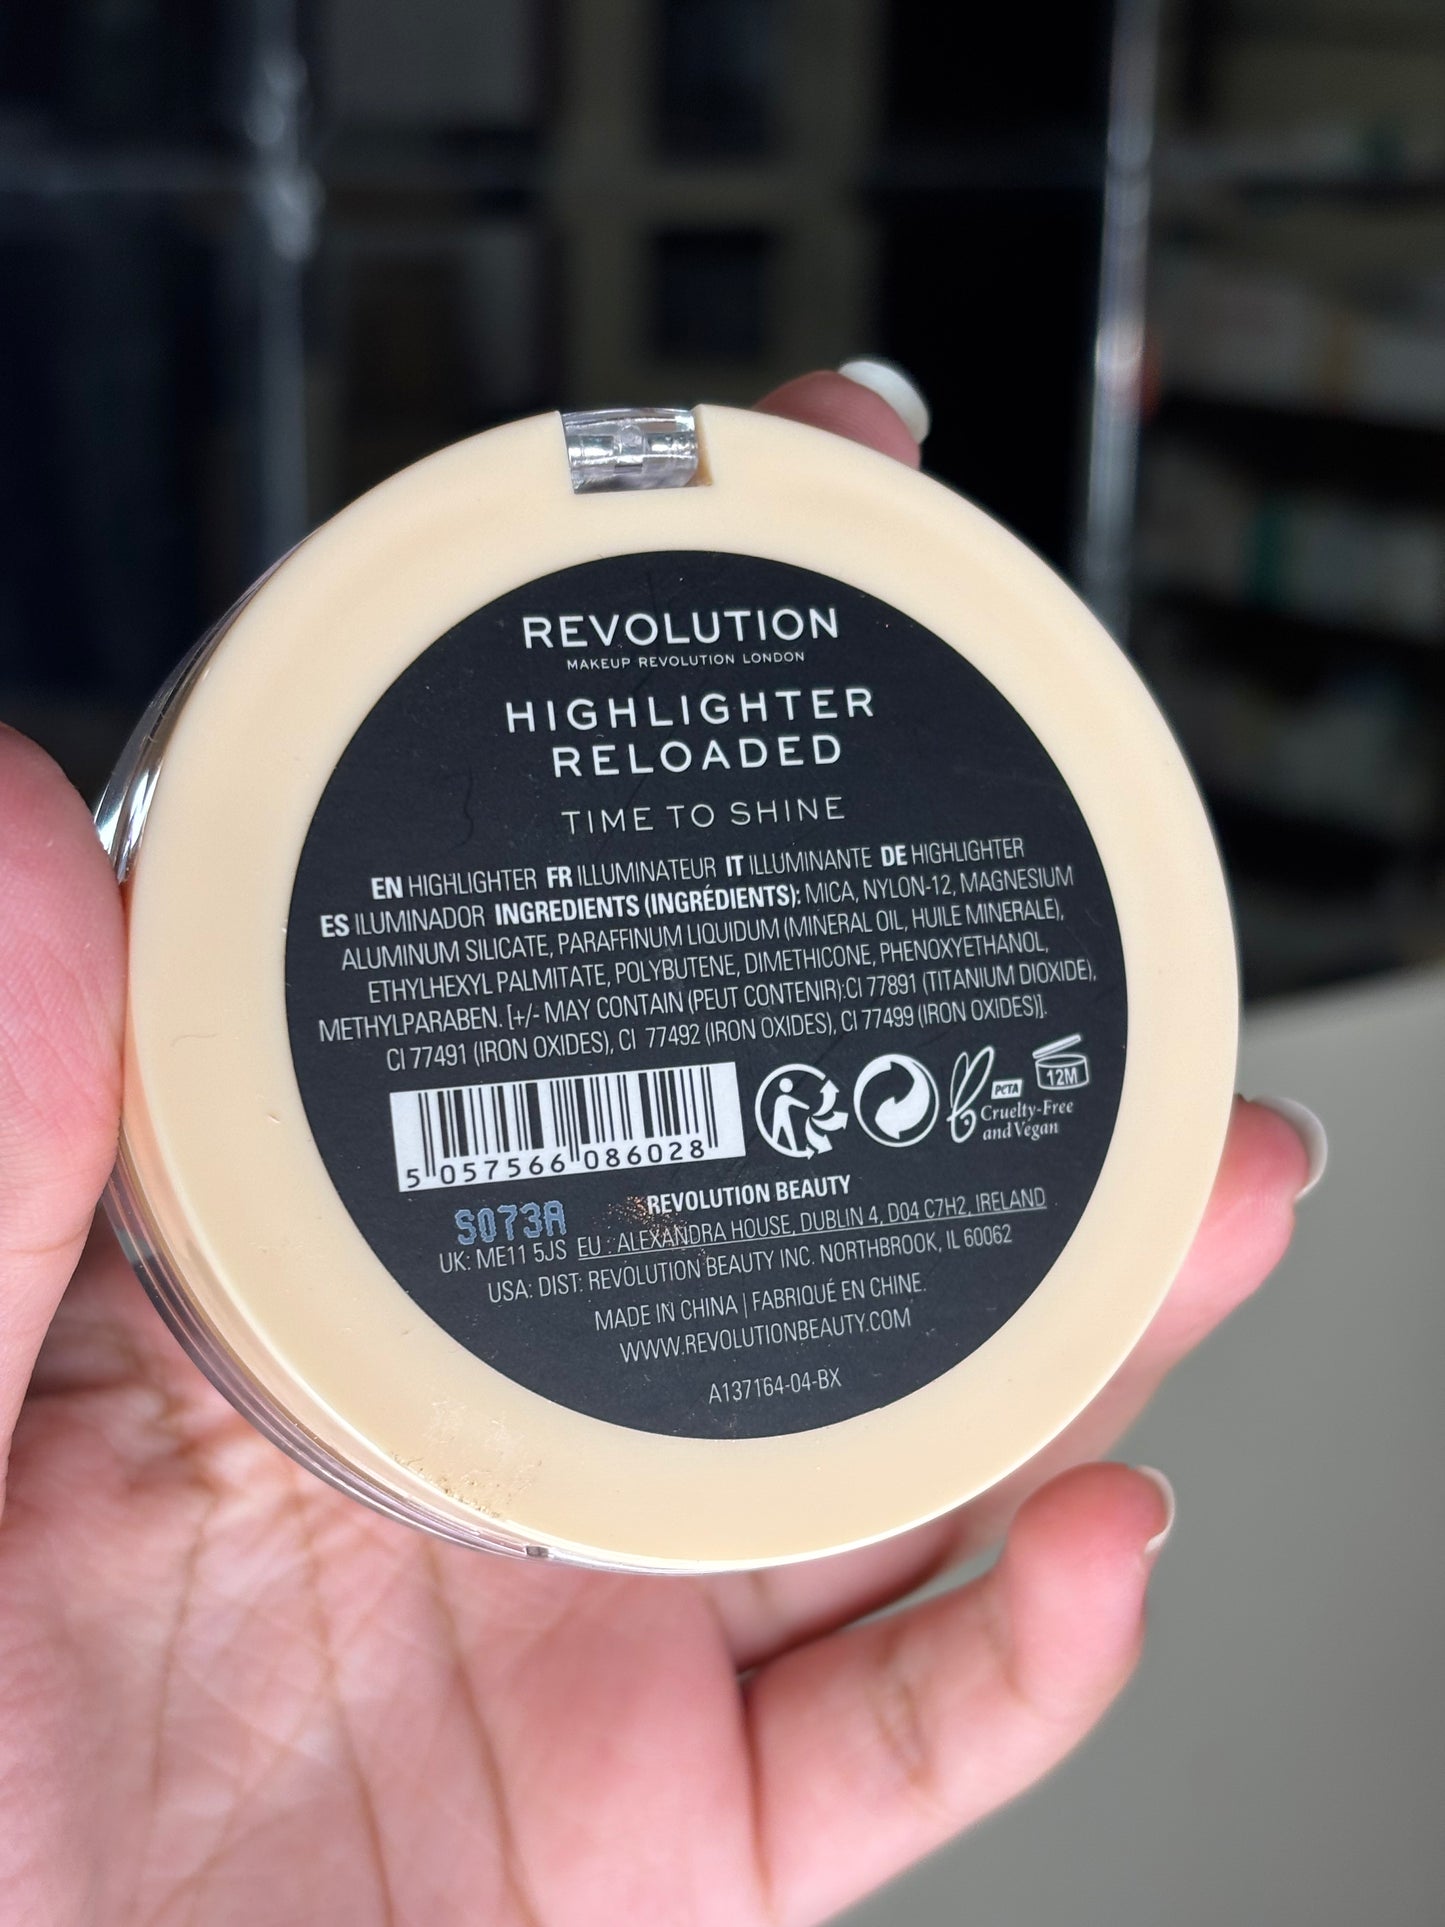 REVOLUTION
MAKEUP REVOLUTION LONDON
HIGHLIGHTER
RELOADED
TIME TO SHINE
EN HIGHLIGHTER FR ILLUMINATEUR IT ILLUMINANTE DE HIGHLIGHTER
ES ILUMINADOR INGREDIENTS (INGRÉDIENTS): MICA, NYLON-12, MAGNESIUM
ALUMINUM SILICATE, PARAFFINUM LIQUIDUM (MINERAL OIL, HUILE MINERALE),
ETHYLHEXYL PALMITATE, POLYBUTENE, DIMETHICONE, PHENOXYETHANOL,
METHYLPARABEN. [+/- MAY CONTAIN (PEUT CONTENIR):CI 77891 (TITANIUM DIOXIDE),
CI 77491 (IRON OXIDES), CI 77492 (IRON OXIDES), CI 77499 (IRON OXIDES)].
5 057566 086028
PETA
Cruelty-Free
and Vegan
12M
S073A
REVOLUTION BEAUTY
UK: ME11 5JS EU : ALEXANDRA HOUSE, DUBLIN 4, D04 C7H2, IRELAND
USA: DIST: REVOLUTION BEAUTY INC. NORTHBROOK, IL 60062
MADE IN CHINA | FABRIQUÉ EN CHINE.
WWW.REVOLUTIONBEAUTY.COM
A137164-04-BX